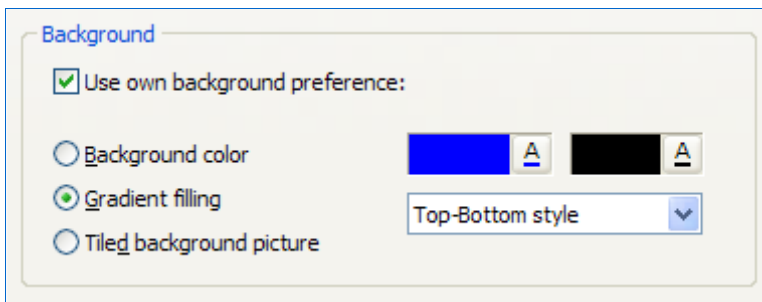 Background
Use own background preference:
Background color A A
Gradient filling
Top-Bottom style
Tiled background picture